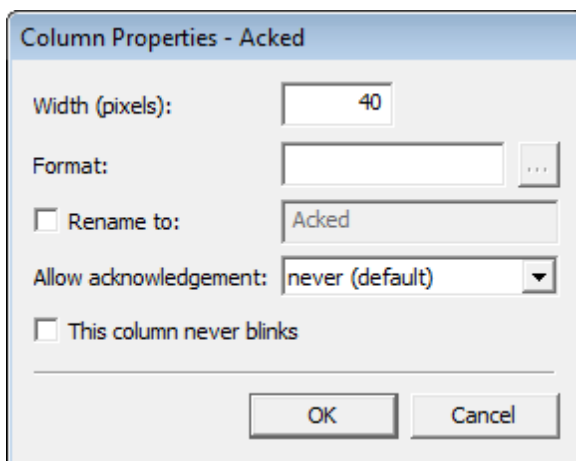 Column Properties - Acked
Width (pixels): 40
Format: ...
Rename to: Acked
Allow acknowledgement: never (default)
This column never blinks
OK Cancel